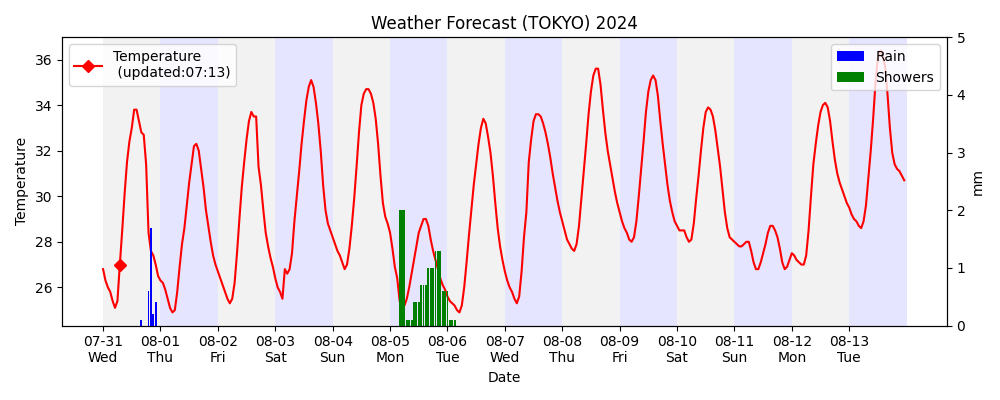 Weather Forecast (TOKYO) 2024
Temperature
(updated:07:13)
Rain
Showers
Temperature
36
34
32
30
28
26
5
4
3
2
1
0
mm
07-31 08-01 08-02 08-03 08-04 08-05 08-06 08-07 08-08 08-09 08-10 08-11 08-12 08-13
Wed Thu Fri Sat Sun Mon Tue Wed Thu Fri Sat Sun Mon Tue
Date